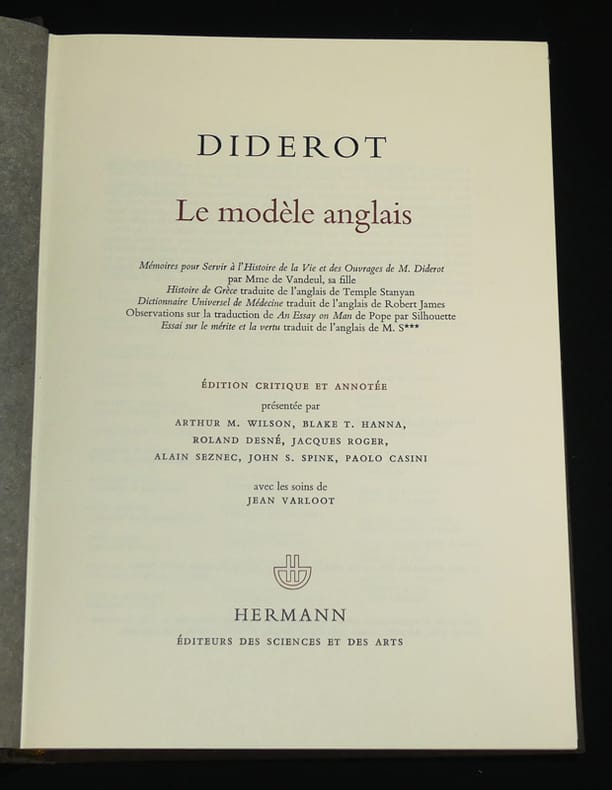 DIDEROT
Le modèle anglais
Mémoires pour Servir à l'Histoire de la Vie et des Ouvrages de M. Diderot
par Mme de Vandeul, sa fille
Histoire de Grèce traduite de l'anglais de Temple Stanyan
Dictionnaire Universel de Médecine traduit de l'anglais de Robert James
Observations sur la traduction de An Essay on Man de Pope par Silhouette
Essai sur le mérite et la vertu traduit de l'anglais de M. S***
ÉDITION CRITIQUE ET ANNOTÉE
présentée par
ARTHUR M. WILSON, BLAKE T. HANNA,
ROLAND DESNÉ, JACQUES ROGER,
ALAIN SEZNEC, JOHN S. SPINK, PAOLO CASINI
avec les soins de
JEAN VARLOOT
HERMANN
ÉDITEURS DES SCIENCES ET DES ARTS